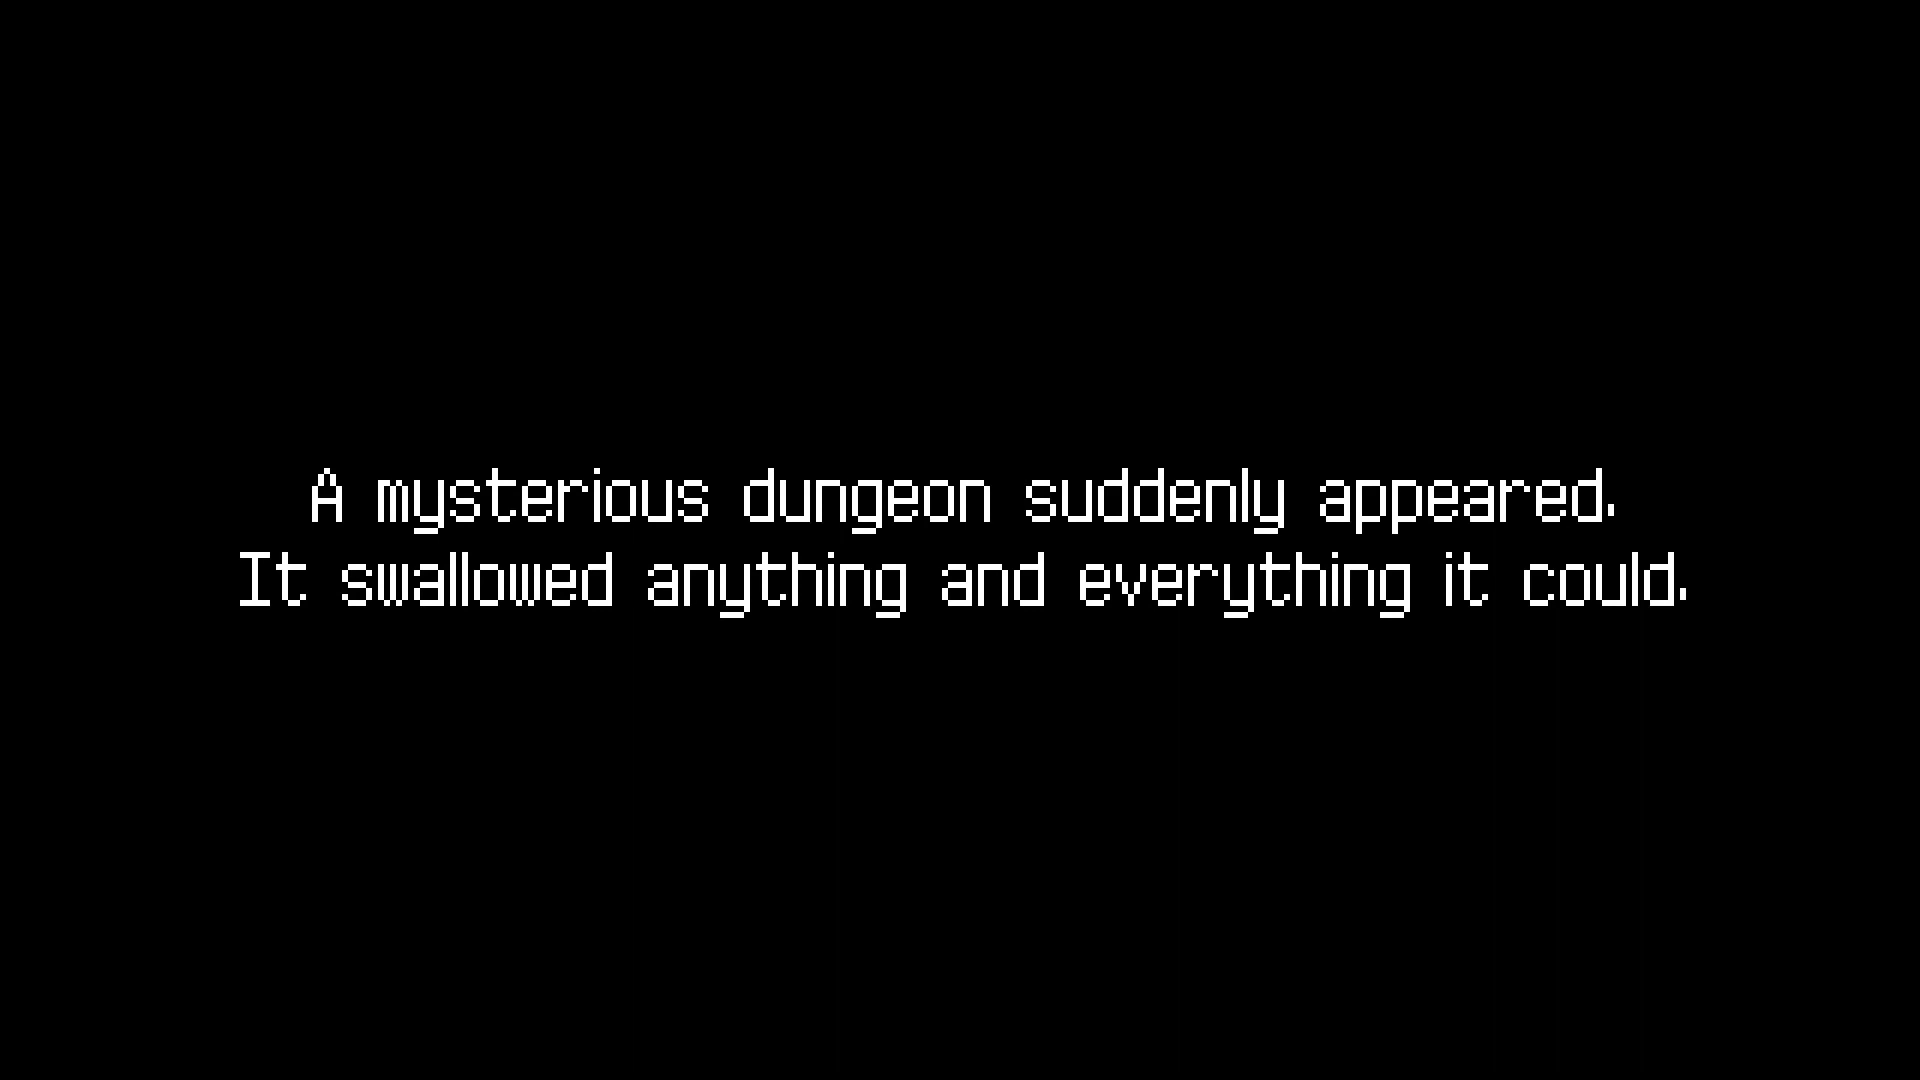 A mysterious dungeon suddenly appeared.
It swallowed anything and everything it could.